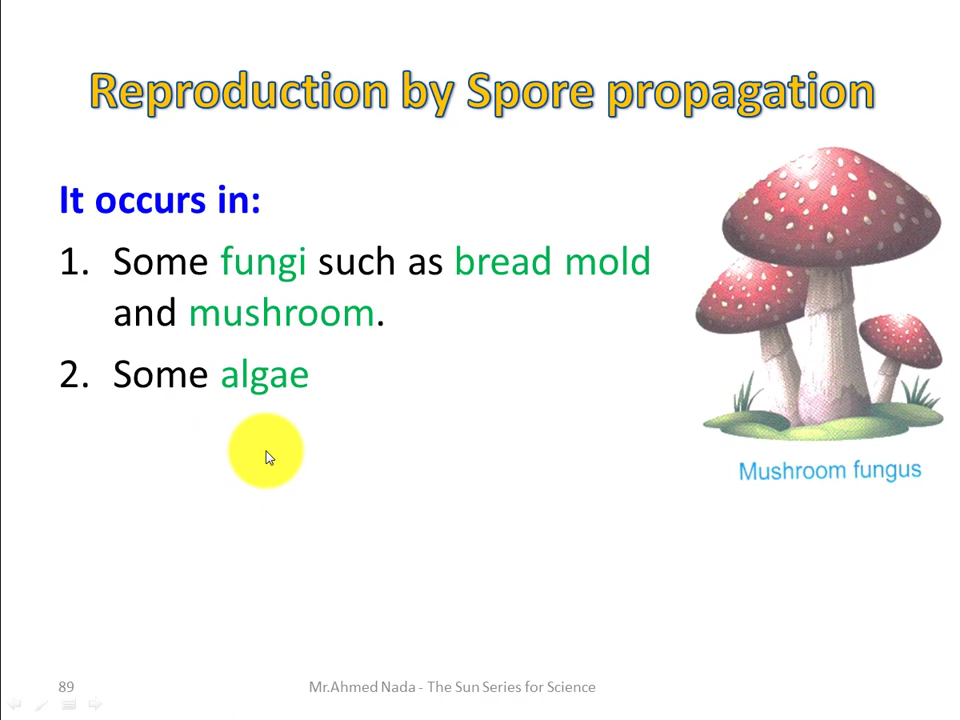 Reproduction by Spore propagation
It occurs in:
1. Some fungi such as bread mold
and mushroom.
2. Some algae
Mushroom fungus
89
Mr.Ahmed Nada - The Sun Series for Science